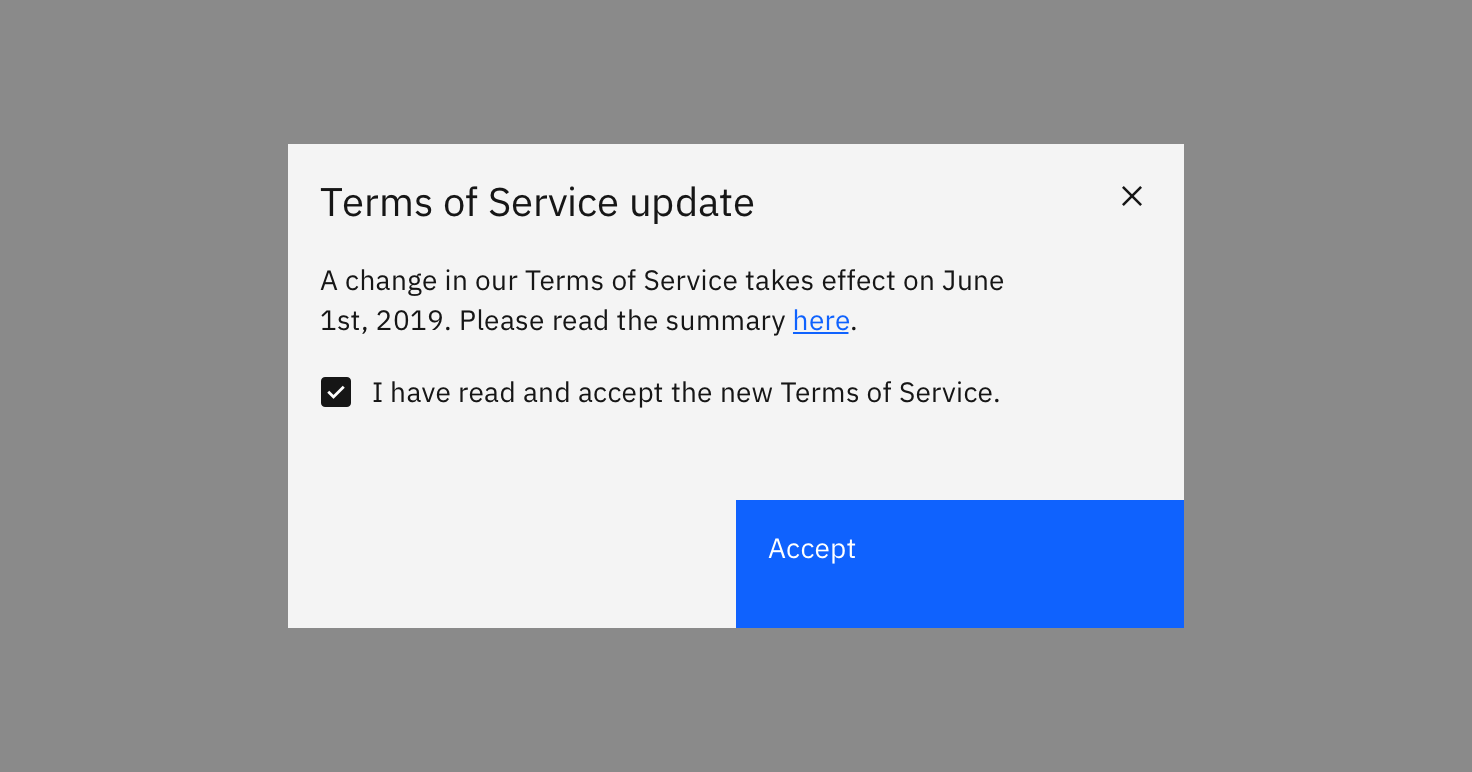 Terms of Service update
A change in our Terms of Service takes effect on June
1st, 2019. Please read the summary here.
I have read and accept the new Terms of Service.
Accept